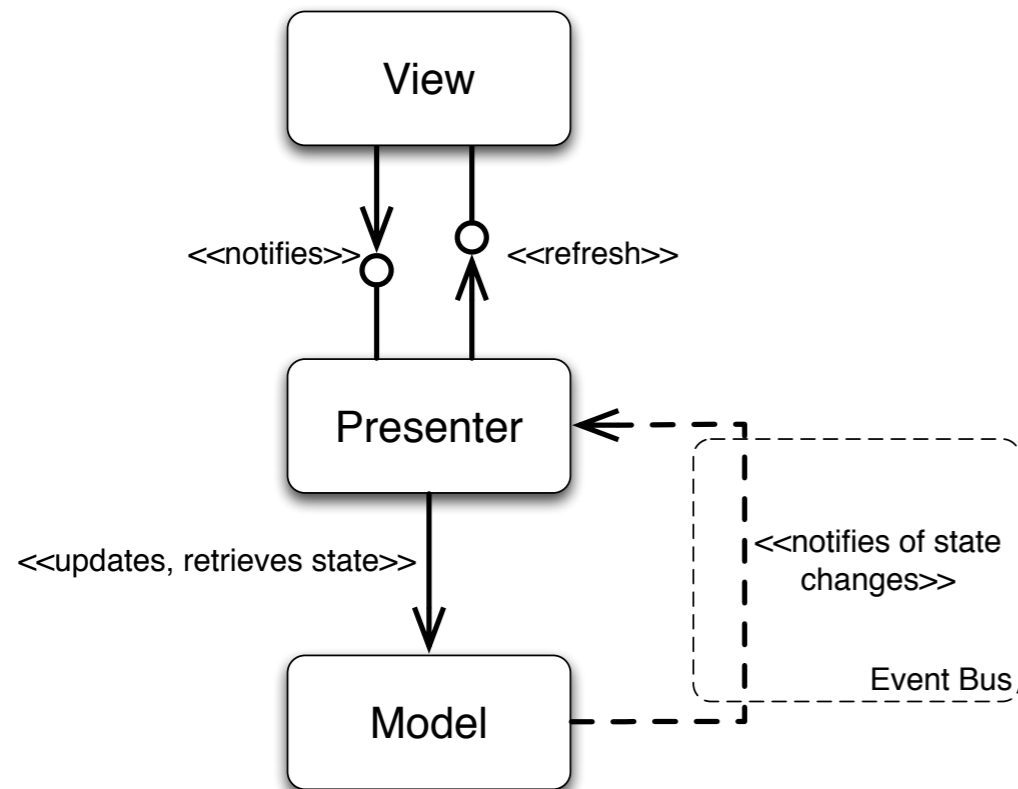 View
<<notifies>>
<<refresh>>
Presenter
<<updates, retrieves state>>
<<notifies of state
changes>>
Event Bus
Model